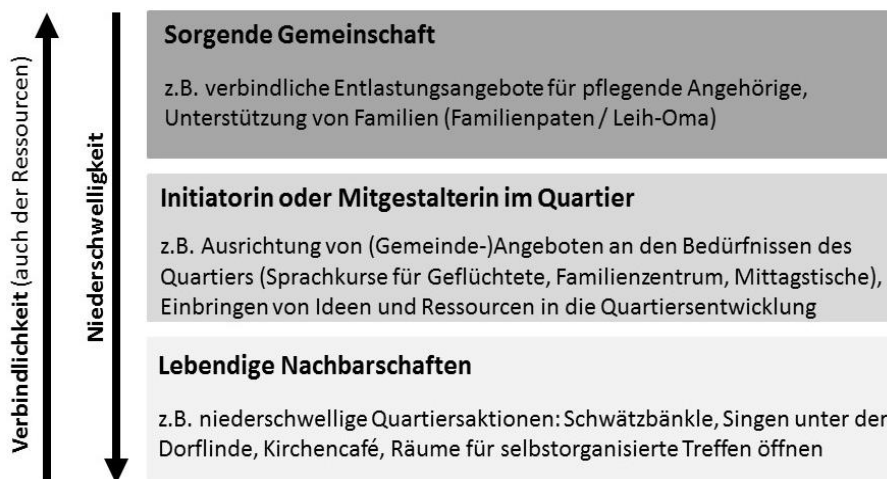 Verbindlichkeit (auch der Ressourcen)
Niederschwelligkeit
Sorgende Gemeinschaft
z.B. verbindliche Entlastungsangebote für pflegende Angehörige,
Unterstützung von Familien (Familienpaten / Leih-Oma)
Initiatorin oder Mitgestalterin im Quartier
z.B. Ausrichtung von (Gemeinde-)Angeboten an den Bedürfnissen des
Quartiers (Sprachkurse für Geflüchtete, Familienzentrum, Mittagstische),
Einbringen von Ideen und Ressourcen in die Quartiersentwicklung
Lebendige Nachbarschaften
z.B. niederschwellige Quartiersaktionen: Schwätzbänkle, Singen unter der
Dorflinde, Kirchencafé, Räume für selbstorganisierte Treffen öffnen